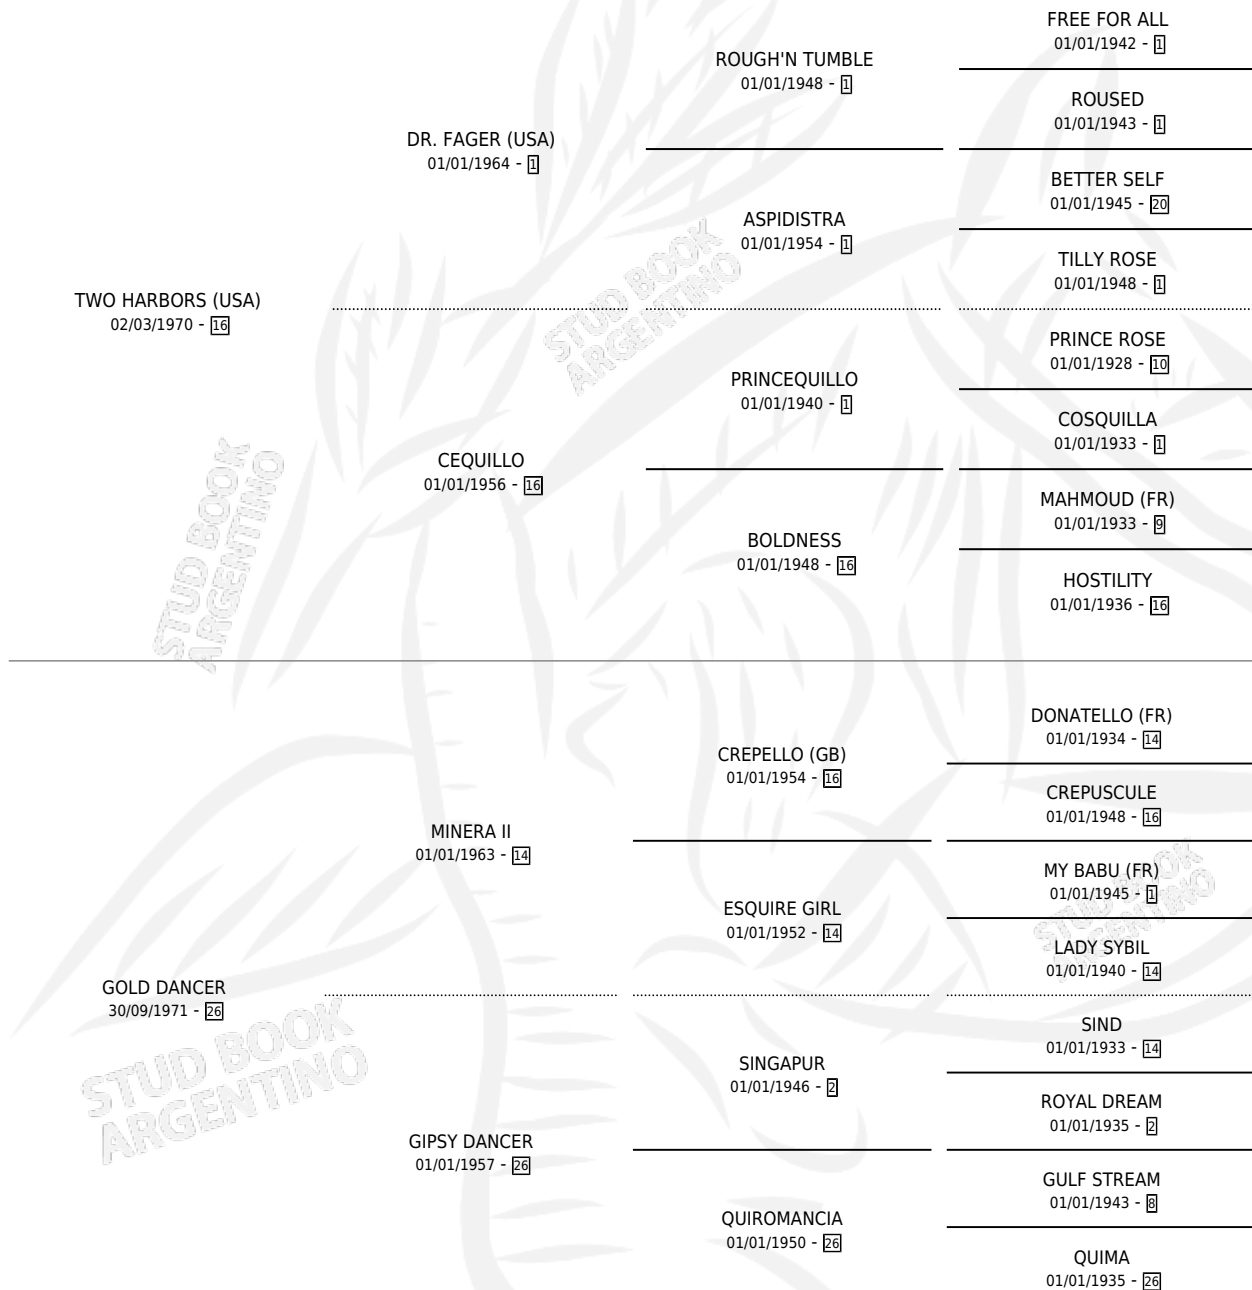 FREE FOR ALL
01/01/1942 - 1
ROUGH'N TUMBLE
01/01/1948 - 1
ROUSED
01/01/1943 - 1
DR. FAGER (USA)
01/01/1964 - 1
BETTER SELF
01/01/1945 - 20
ASPIDISTRA
01/01/1954 - 1
TILLY ROSE
01/01/1948 - 1
TWO HARBORS (USA)
02/03/1970 - 16
STUD BOOK
ARGENTINO
PRINCE ROSE
01/01/1928 - 10
PRINCEQUILLO
01/01/1940 - 1
COSQUILLA
01/01/1933 - 1
CEQUILLO
01/01/1956 - 16
MAHMOUD (FR)
01/01/1933 - 9
BOLDNESS
01/01/1948 - 16
HOSTILITY
01/01/1936 - 16
STUD BOOK
ARGENTINO
DONATELLO (FR)
01/01/1934 - 14
CREPELLO (GB)
01/01/1954 - 16
CREPUSCULE
01/01/1948 - 16
MINERA II
01/01/1963 - 14
MY BABU (FR)
01/01/1945 - 1
ESQUIRE GIRL
01/01/1952 - 14
STUD BOOK
ARGENTINO
LADY SYBIL
01/01/1940 - 14
GOLD DANCER
30/09/1971 - 26
SIND
01/01/1933 - 14
SINGAPUR
01/01/1946 - 2
STUD BOOK
ARGENTINO
ROYAL DREAM
01/01/1935 - 2
GIPSY DANCER
01/01/1957 - 26
GULF STREAM
01/01/1943 - 8
QUIROMANCIA
01/01/1950 - 26
QUIMA
01/01/1935 - 26